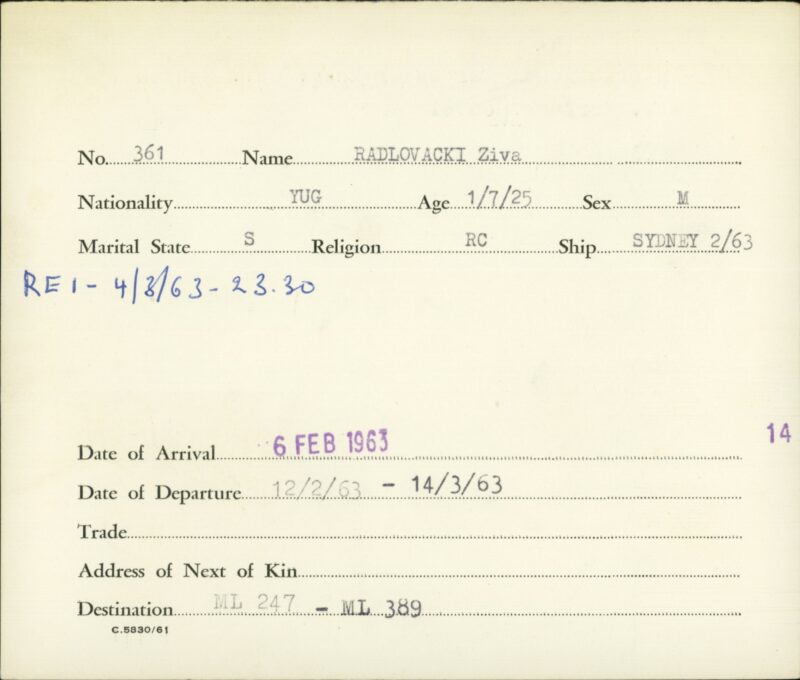 No. 361 Name RADLOVACKI Ziva
Nationality YUG Age 1/7/25 Sex M
Marital State S Religion RC Ship SYDNEY 2/63
RE1 - 4/3/63 - 23.30
14
Date of Arrival 6 FEB 1963
Date of Departure 12/2/63 - 14/3/63
Trade
Address of Next of Kin
Destination ML 247 - ML 389
C.5830/61